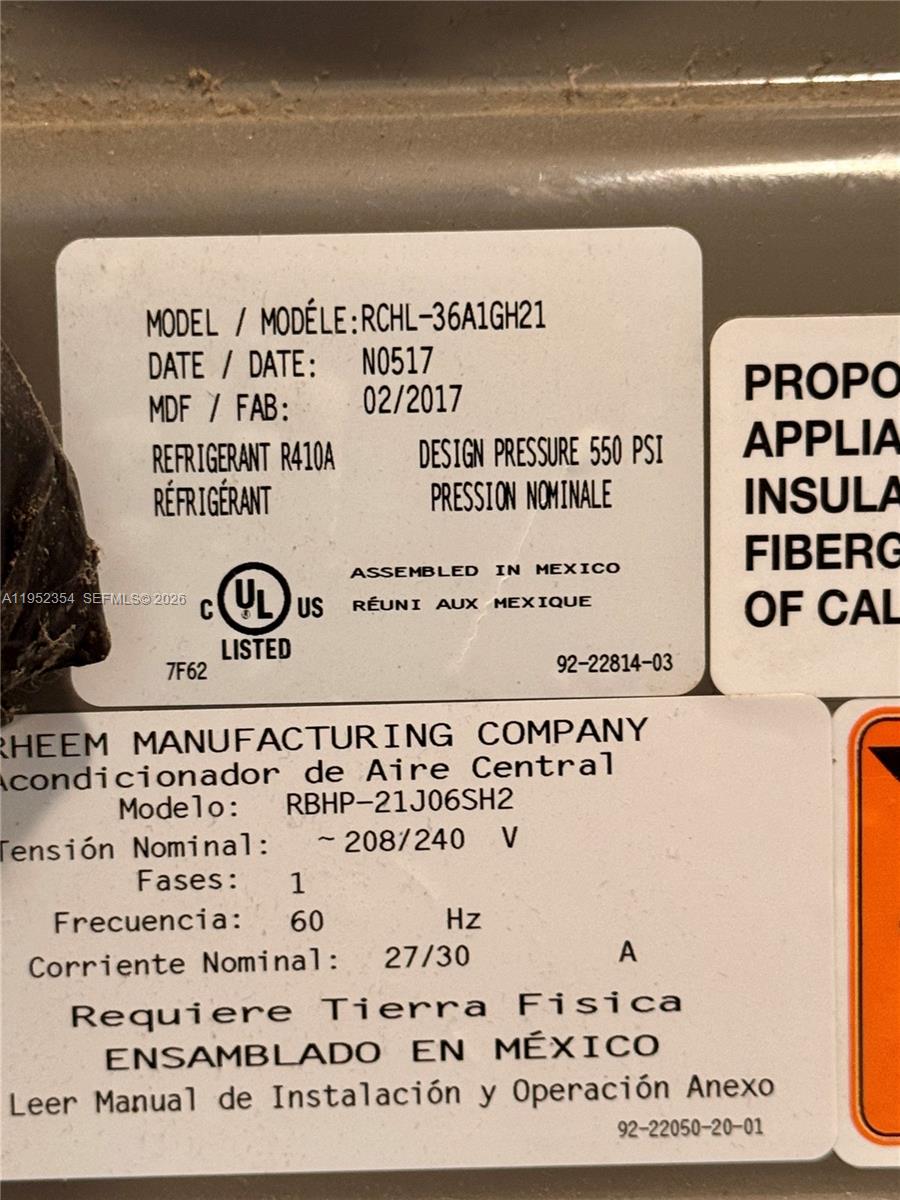 MODEL / MODÉLE:RCHL-36A1GH21
DATE / DATE: N0517
MDF / FAB: 02/2017
REFRIGERANT R410A DESIGN PRESSURE 550 PSI
RÉFRIGÉRANT PRESSION NOMINALE
ASSEMBLED IN MEXICO
RÉUNI AUX MEXIQUE
C UL US
LISTED
7F62 92-22814-03
PROPO
APPLIA
INSULA
FIBERG
OF CAL
A11952354 SEFMLS© 2026
RHEEM MANUFACTURING COMPANY
Acondicionador de Aire Central
Modelo: RBHP-21J06SH2
Tensión Nominal: ~208/240 V
Fases: 1
Frecuencia: 60 Hz
Corriente Nominal: 27/30 A
Requiere Tierra Fisica
ENSAMBLADO EN MÉXICO
Leer Manual de Instalación y Operación Anexo
92-22050-20-01